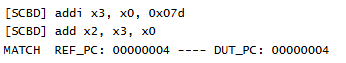 [SCBD] addi x3, x0, 0x07d
[SCBD] add x2, x3, x0
MATCH  REF_PC: 00000004 ---- DUT_PC: 00000004